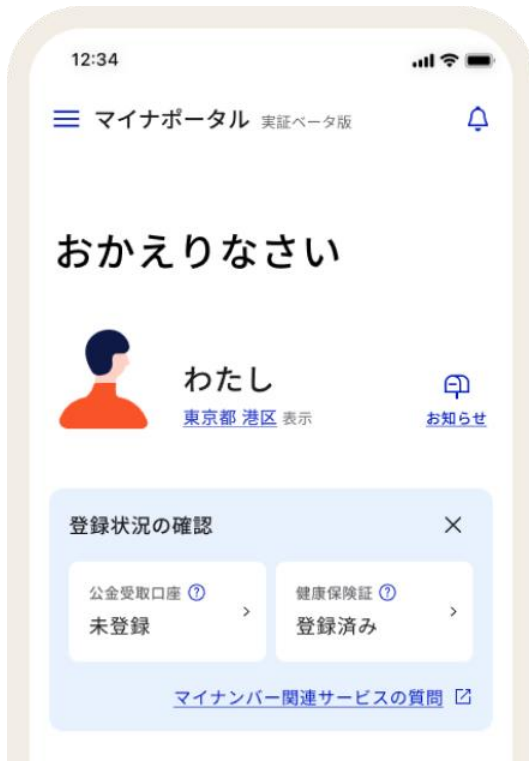 12:34
マイナポータル 実証ベータ版
おかえりなさい
わたし
東京都 港区 表示
お知らせ
登録状況の確認
公金受取口座
未登録
健康保険証
登録済み
マイナンバー関連サービスの質問